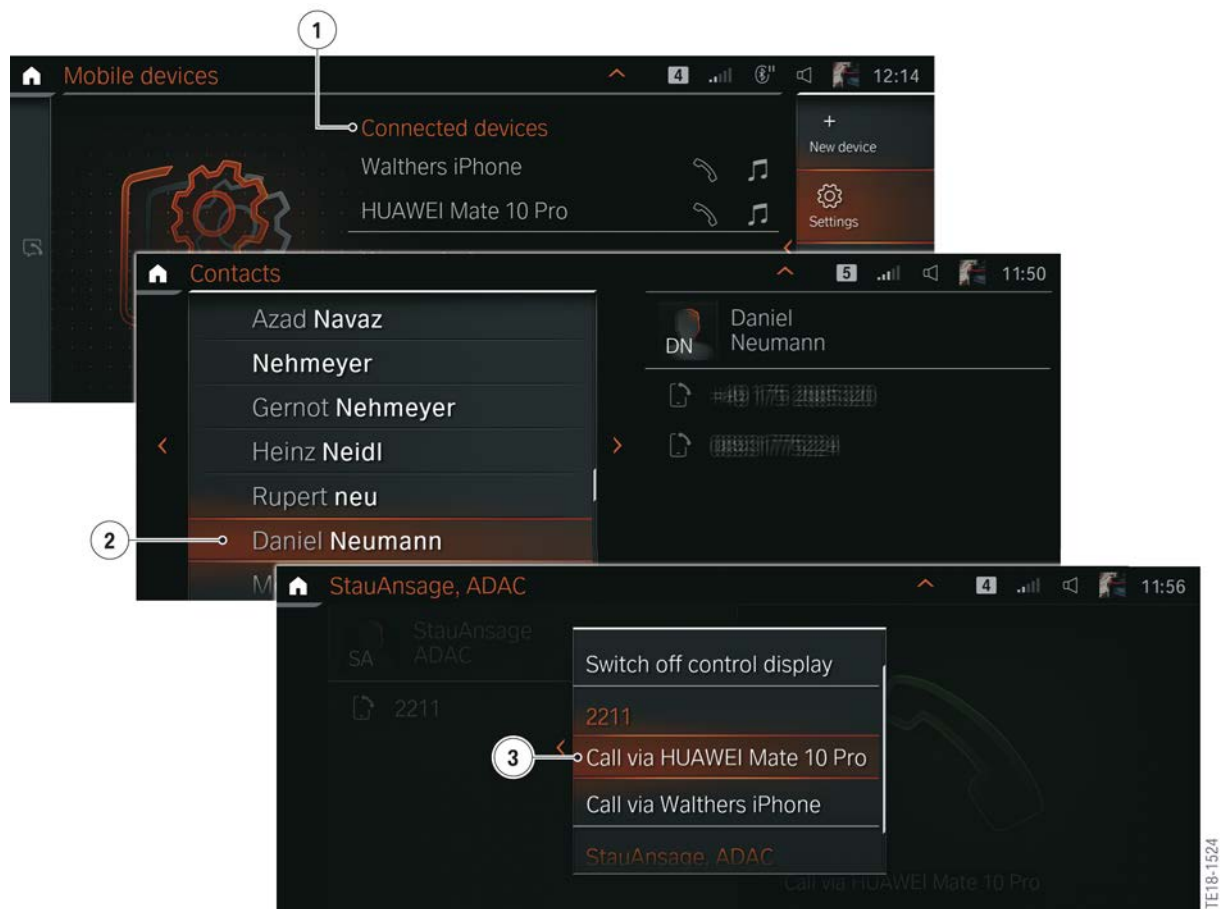 1
Mobile devices
4
12:14
Connected devices
+
New device
Walthers iPhone
HUAWEI Mate 10 Pro
Settings
Contacts
5
11:50
Azad Navaz
Nehmeyer
Gernot Nehmeyer
Heinz Neidl
Rupert neu
2
Daniel Neumann
M
DN
Daniel
Neumann
StauAnsage, ADAC
4
11:56
SA
StauAnsage
ADAC
2211
Switch off control display
2211
3
Call via HUAWEI Mate 10 Pro
Call via Walthers iPhone
StauAnsage, ADAC
Call via HUAWEI Mate 10 Pro
TE18-1524